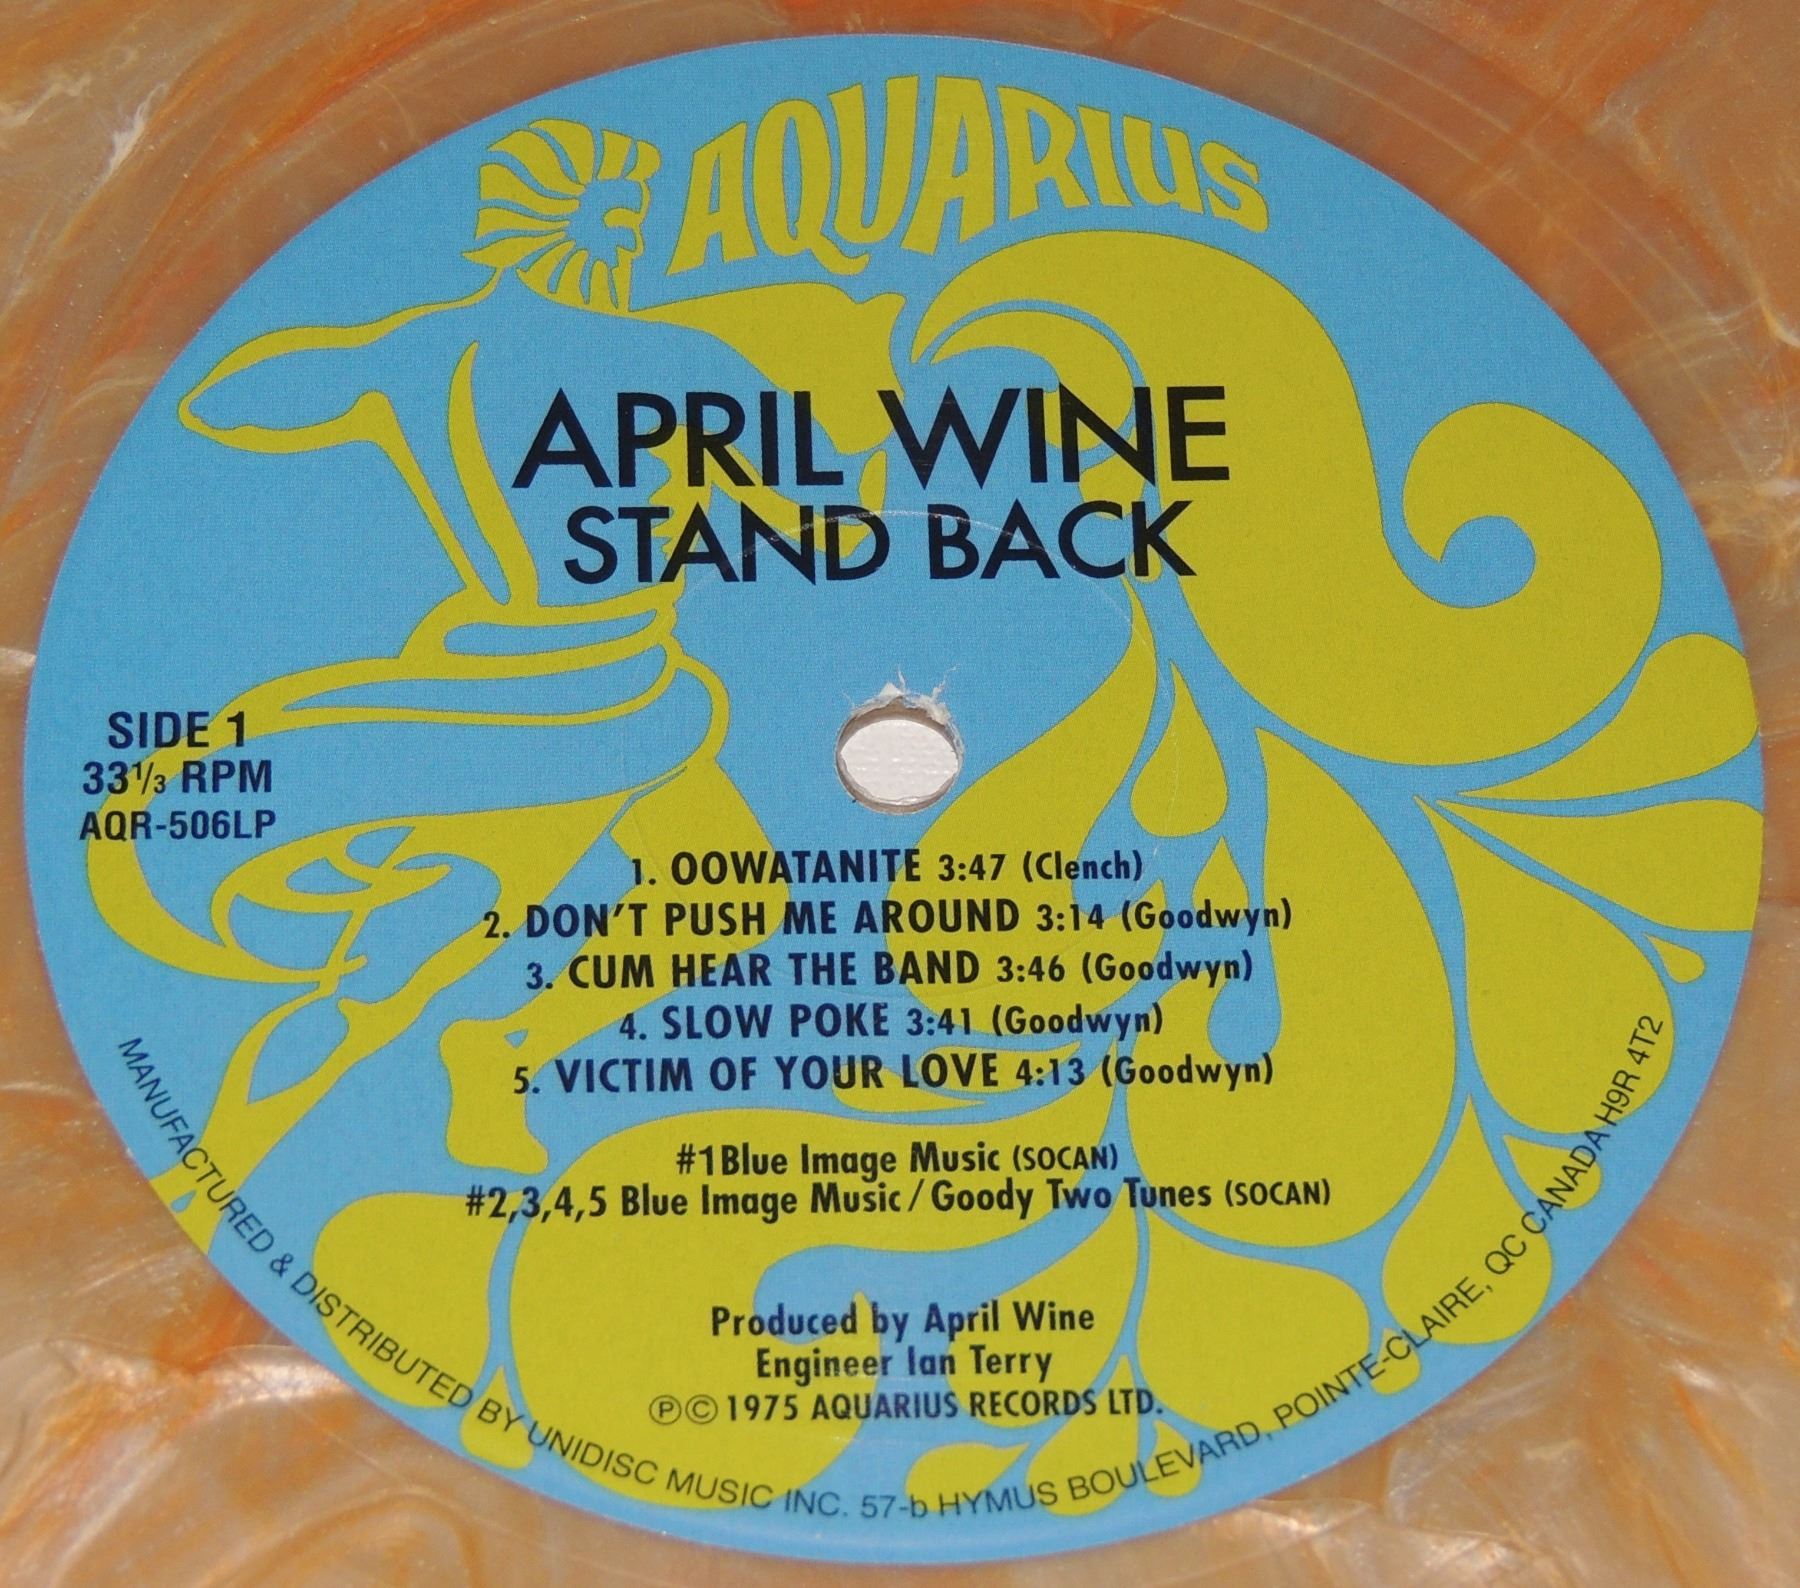 AQUARIUS
APRIL WINE
STAND BACK
SIDE 1
33⅓ RPM
AQR-506LP
1. OOWATANITE 3:47 (Clench)
2. DON'T PUSH ME AROUND 3:14 (Goodwyn)
3. CUM HEAR THE BAND 3:46 (Goodwyn)
4. SLOW POKE 3:41 (Goodwyn)
5. VICTIM OF YOUR LOVE 4:13 (Goodwyn)
#1 Blue Image Music (SOCAN)
#2,3,4,5 Blue Image Music / Goody Two Tunes (SOCAN)
Produced by April Wine
Engineer Ian Terry
℗© 1975 AQUARIUS RECORDS LTD.
MANUFACTURED & DISTRIBUTED BY UNIDISC MUSIC INC. 57-b HYMUS BOULEVARD, POINTE-CLAIRE, QC CANADA H9R 4T2